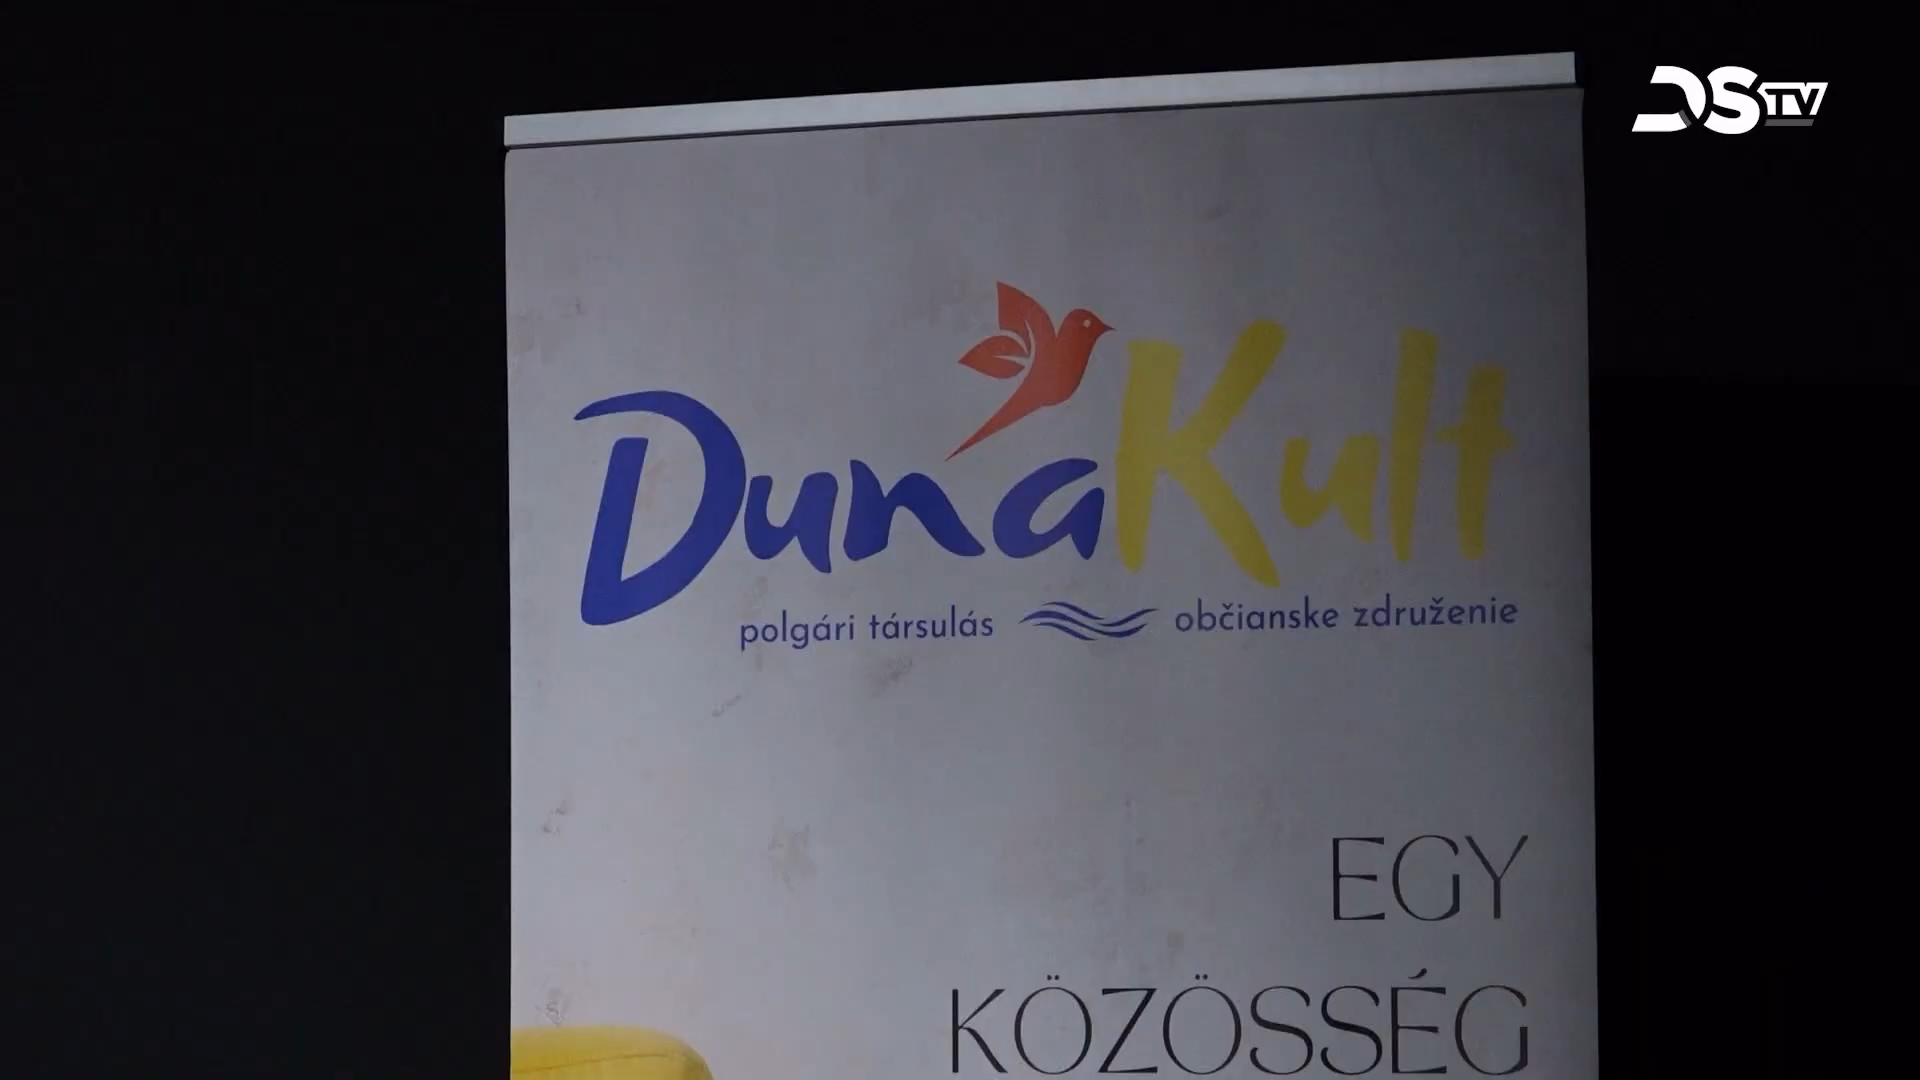 DSTV
DunaKult
polgári társulás občianske združenie
EGY
KÖZÖSSÉG